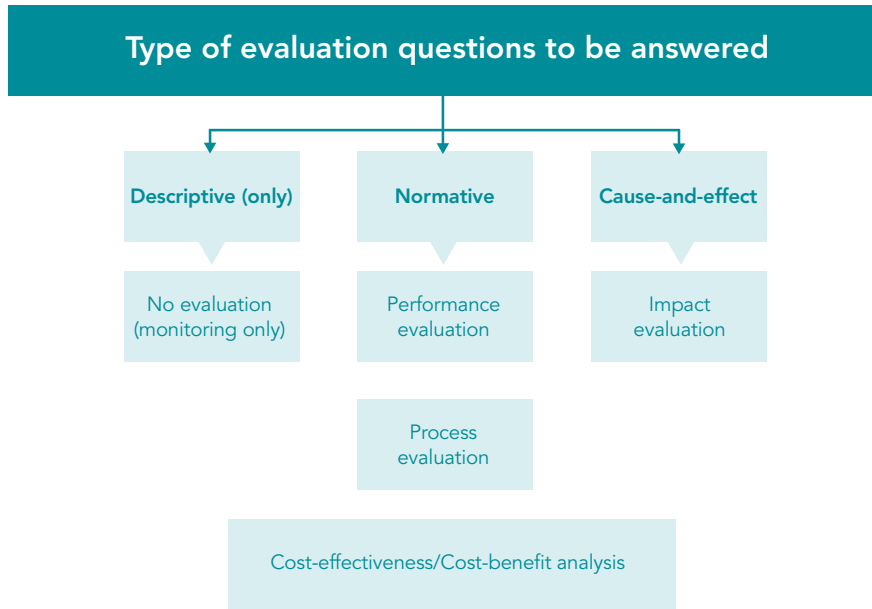 Type of evaluation questions to be answered
Descriptive (only)
Normative
Cause-and-effect
No evaluation
(monitoring only)
Performance
evaluation
Impact
evaluation
Process
evaluation
Cost-effectiveness/Cost-benefit analysis